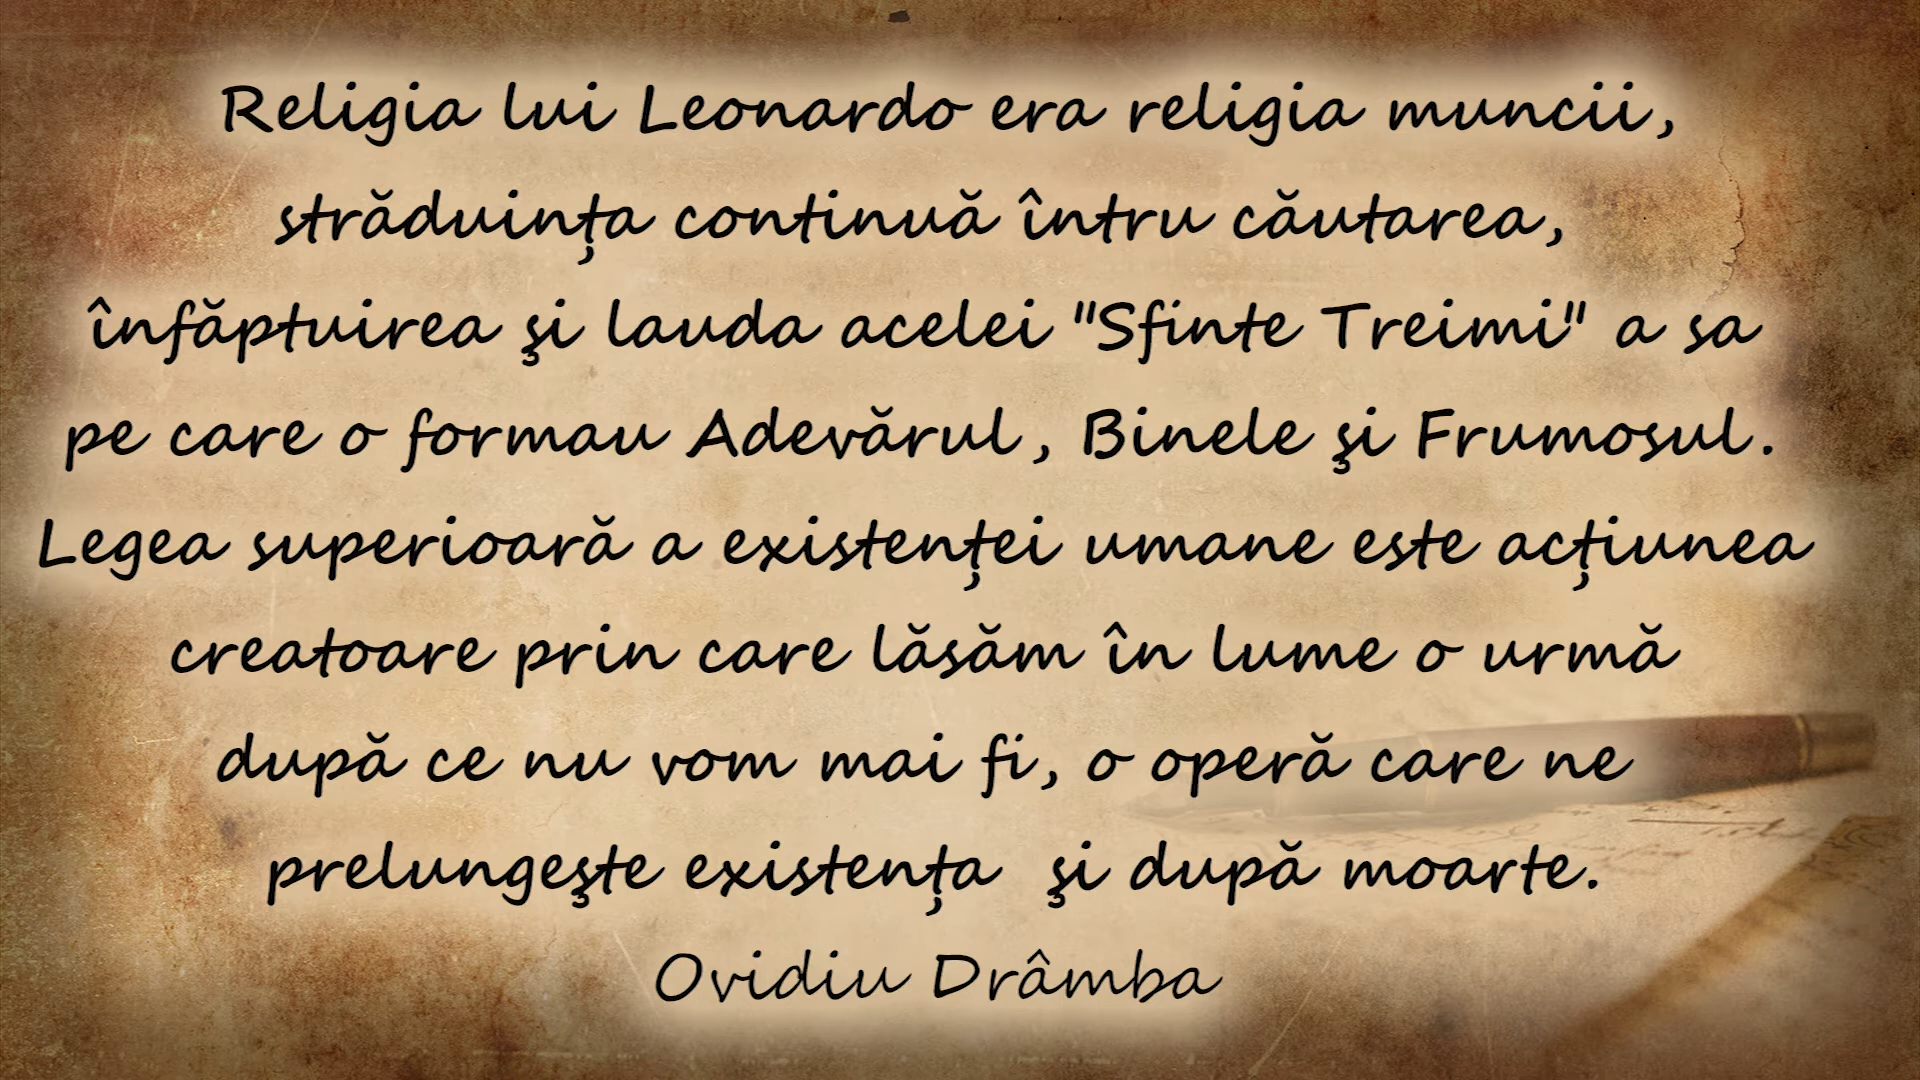 Religia lui Leonardo era religia muncii,
străduința continuă întru căutarea,
înfăptuirea şi lauda acelei "Sfinte Treimi" a sa
pe care o formau Adevărul, Binele şi Frumosul.
Legea superioară a existenței umane este acțiunea
creatoare prin care lăsăm în lume o urmă
după ce nu vom mai fi, o operă care ne
prelungeşte existența  şi după moarte.
Ovidiu Drâmba